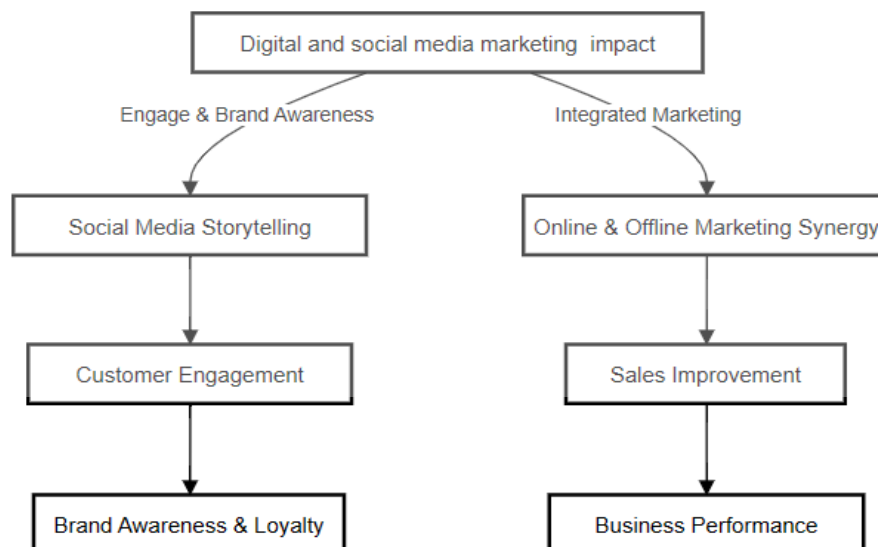 Digital and social media marketing impact
Engage & Brand Awareness
Integrated Marketing
Social Media Storytelling
Online & Offline Marketing Synergy
Customer Engagement
Sales Improvement
Brand Awareness & Loyalty
Business Performance